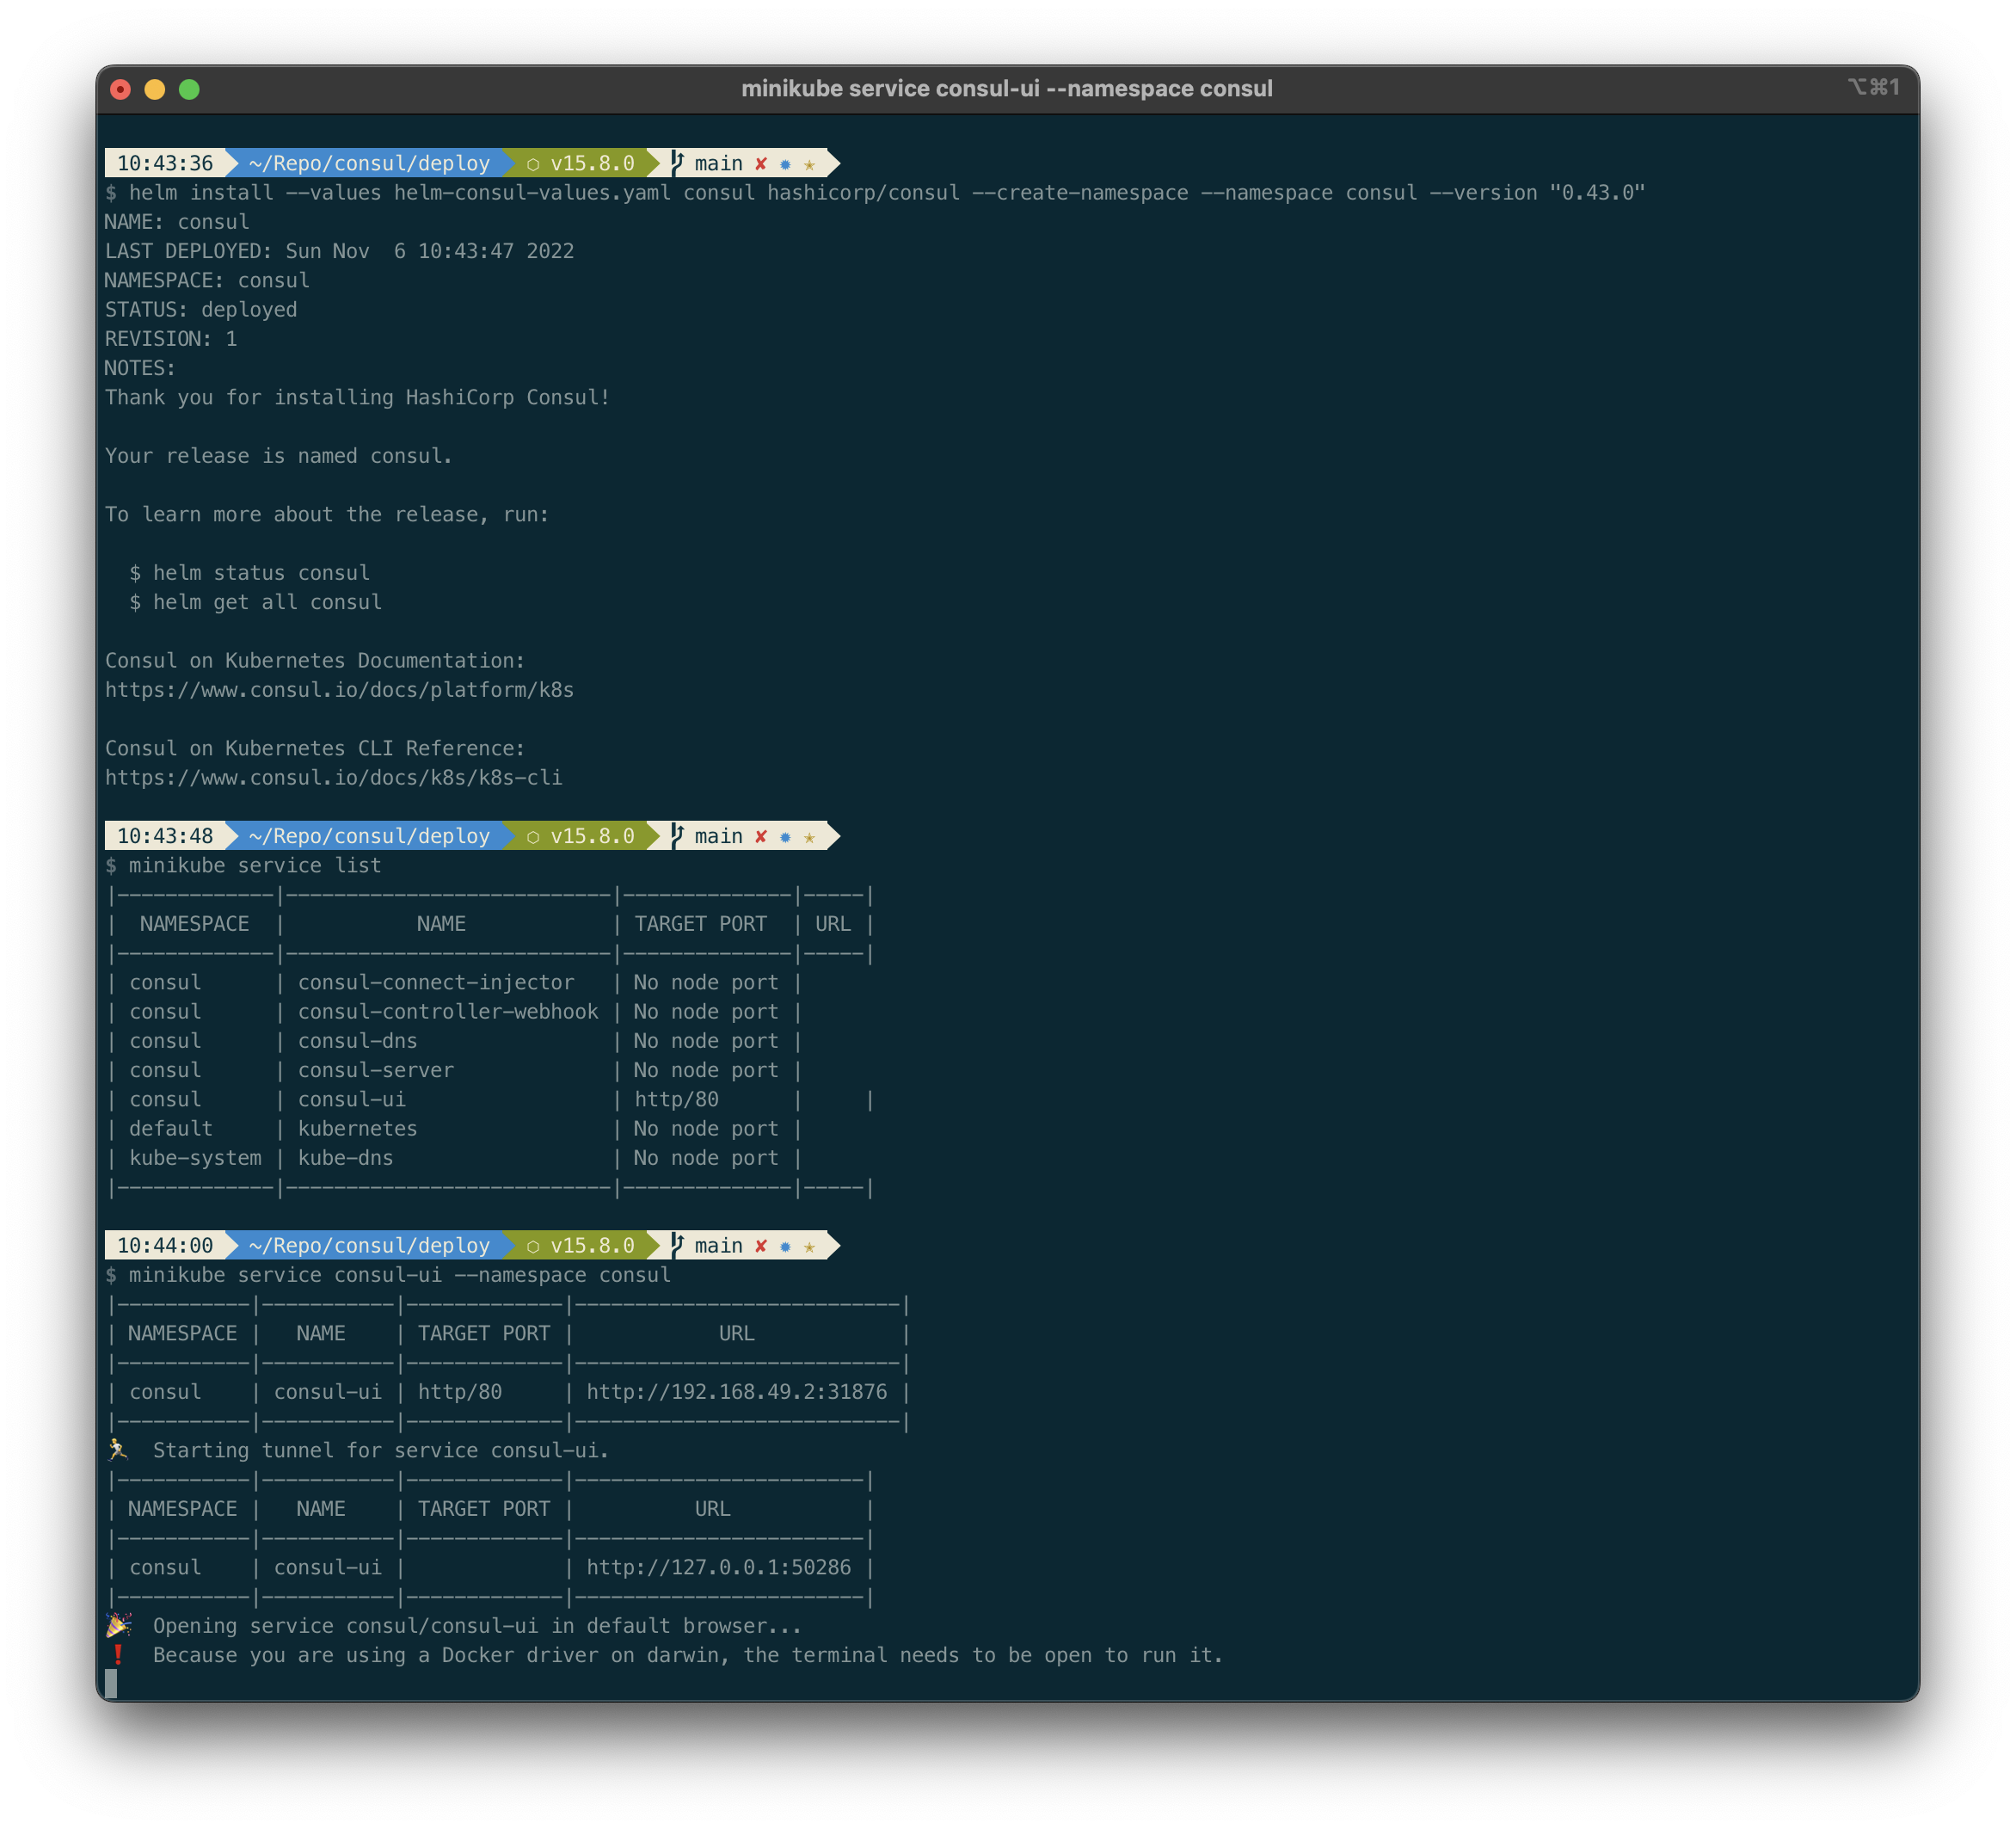 minikube service consul-ui --namespace consul ⌥⌘1
10:43:36 ~/Repo/consul/deploy ⬡ v15.8.0 main ✘ ✹ ✭
$ helm install --values helm-consul-values.yaml consul hashicorp/consul --create-namespace --namespace consul --version "0.43.0"
NAME: consul
LAST DEPLOYED: Sun Nov  6 10:43:47 2022
NAMESPACE: consul
STATUS: deployed
REVISION: 1
NOTES:
Thank you for installing HashiCorp Consul!
Your release is named consul.
To learn more about the release, run:
  $ helm status consul
  $ helm get all consul
Consul on Kubernetes Documentation:
https://www.consul.io/docs/platform/k8s
Consul on Kubernetes CLI Reference:
https://www.consul.io/docs/k8s/k8s-cli
10:43:48 ~/Repo/consul/deploy ⬡ v15.8.0 main ✘ ✹ ✭
$ minikube service list
|-------------|---------------------------|--------------|-----|
|  NAMESPACE  |           NAME            | TARGET PORT  | URL |
|-------------|---------------------------|--------------|-----|
| consul      | consul-connect-injector   | No node port |
| consul      | consul-controller-webhook | No node port |
| consul      | consul-dns                | No node port |
| consul      | consul-server             | No node port |
| consul      | consul-ui                 | http/80      |     |
| default     | kubernetes                | No node port |
| kube-system | kube-dns                  | No node port |
|-------------|---------------------------|--------------|-----|
10:44:00 ~/Repo/consul/deploy ⬡ v15.8.0 main ✘ ✹ ✭
$ minikube service consul-ui --namespace consul
|-----------|-----------|-------------|---------------------------|
| NAMESPACE |   NAME    | TARGET PORT |            URL            |
|-----------|-----------|-------------|---------------------------|
| consul    | consul-ui | http/80     | http://192.168.49.2:31876 |
|-----------|-----------|-------------|---------------------------|
🏃  Starting tunnel for service consul-ui.
|-----------|-----------|-------------|------------------------|
| NAMESPACE |   NAME    | TARGET PORT |          URL           |
|-----------|-----------|-------------|------------------------|
| consul    | consul-ui |             | http://127.0.0.1:50286 |
|-----------|-----------|-------------|------------------------|
🎉  Opening service consul/consul-ui in default browser...
❗  Because you are using a Docker driver on darwin, the terminal needs to be open to run it.